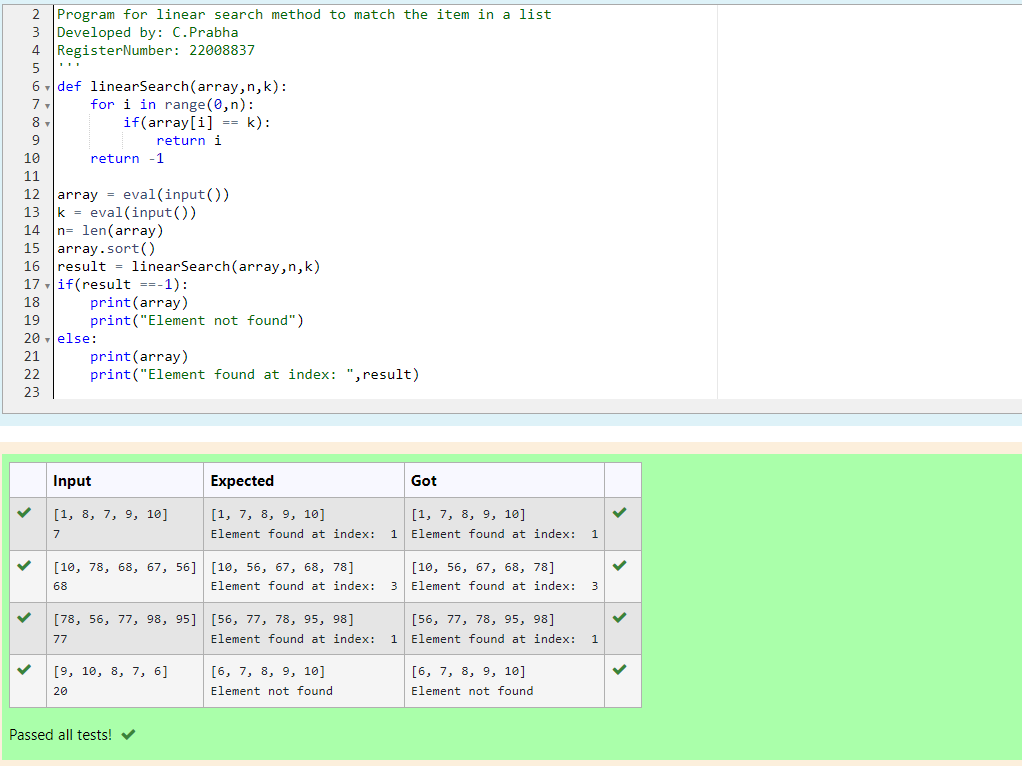 2 Program for linear search method to match the item in a list
3 Developed by: C.Prabha
4 RegisterNumber: 22008837
5 '''
6 def linearSearch(array,n,k):
7     for i in range(0,n):
8         if(array[i] == k):
9             return i
10     return -1
11
12 array = eval(input())
13 k = eval(input())
14 n= len(array)
15 array.sort()
16 result = linearSearch(array,n,k)
17 if(result ==-1):
18     print(array)
19     print("Element not found")
20 else:
21     print(array)
22     print("Element found at index: ",result)
23
Input Expected Got
[1, 8, 7, 9, 10] [1, 7, 8, 9, 10] [1, 7, 8, 9, 10]
7 Element found at index:  1 Element found at index:  1
[10, 78, 68, 67, 56] [10, 56, 67, 68, 78] [10, 56, 67, 68, 78]
68 Element found at index:  3 Element found at index:  3
[78, 56, 77, 98, 95] [56, 77, 78, 95, 98] [56, 77, 78, 95, 98]
77 Element found at index:  1 Element found at index:  1
[9, 10, 8, 7, 6] [6, 7, 8, 9, 10] [6, 7, 8, 9, 10]
20 Element not found Element not found
Passed all tests!